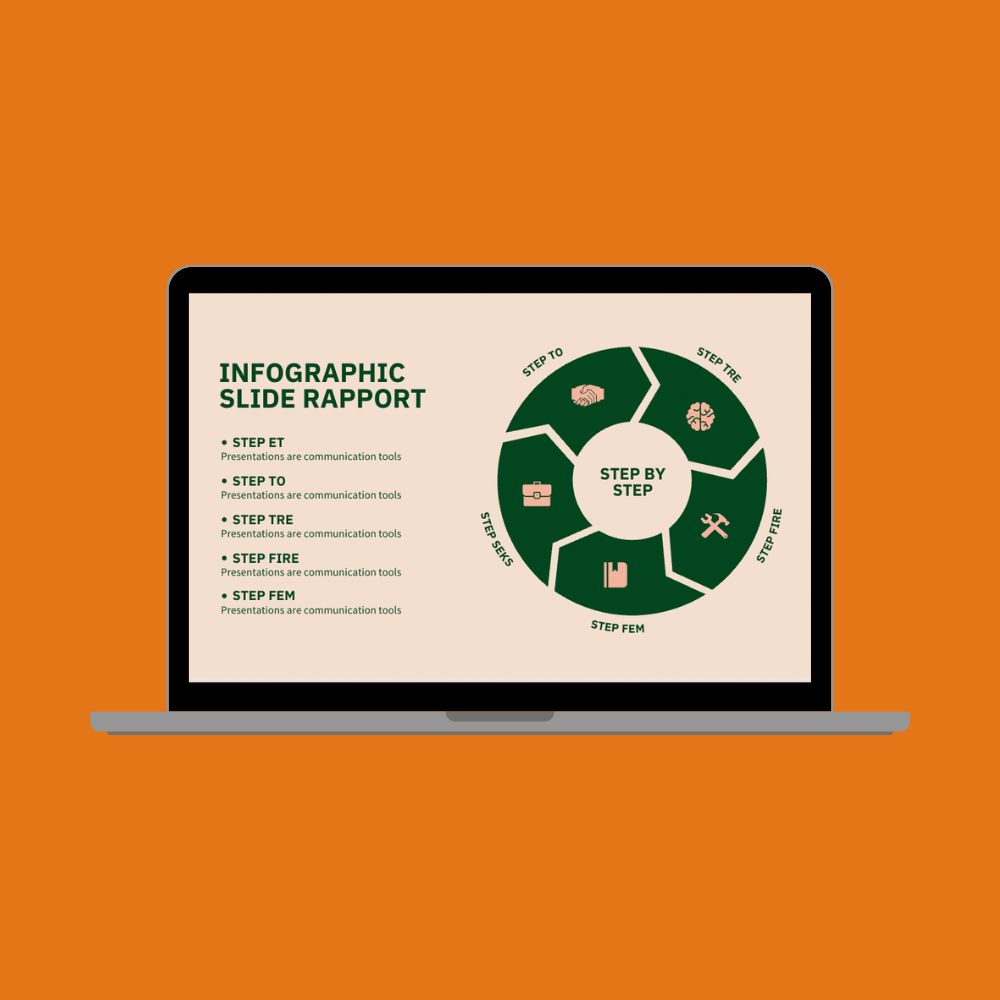 INFOGRAPHIC
SLIDE RAPPORT
• STEP ET
Presentations are communication tools
• STEP TO
Presentations are communication tools
• STEP TRE
Presentations are communication tools
• STEP FIRE
Presentations are communication tools
• STEP FEM
Presentations are communication tools
STEP TO
STEP TRE
STEP FIRE
STEP FEM
STEP SEKS
STEP BY
STEP